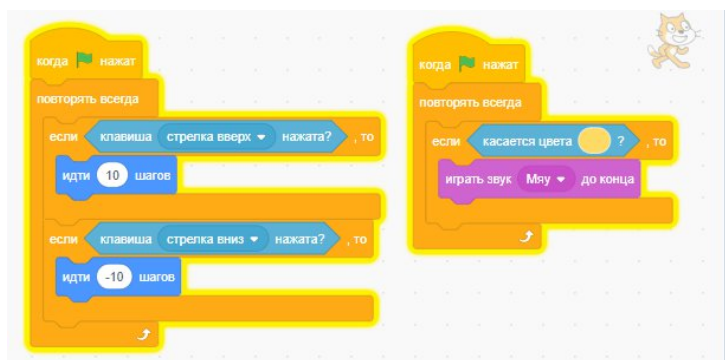 когда нажат
повторять всегда
если клавиша стрелка вверх нажата? , то
идти 10 шагов
если клавиша стрелка вниз нажата? , то
идти -10 шагов
когда нажат
повторять всегда
если касается цвета ? , то
играть звук Мяу до конца